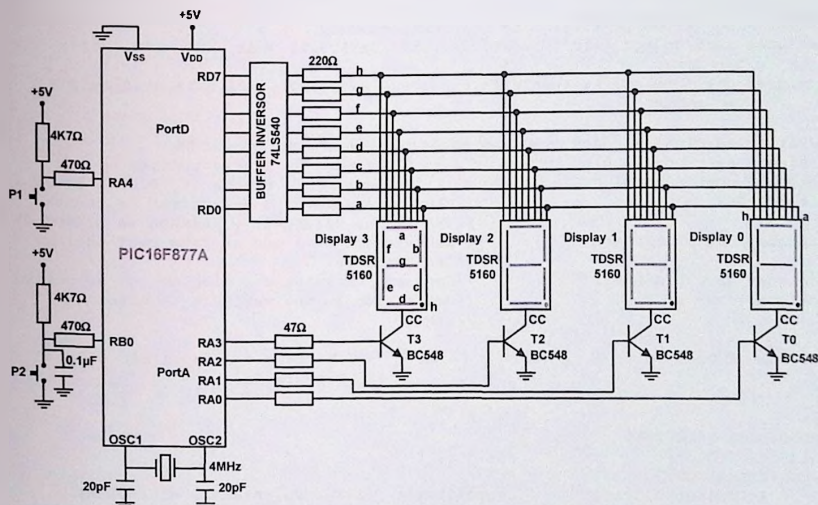 +5V
+5V
Vss
VDD
RD7
220Ω
h
g
f
e
d
c
b
a
PortD
BUFFER INVERSOR
74LS540
4K7Ω
470Ω
RA4
P1
RD0
PIC16F877A
Display 3
TDSR
5160
a
f
b
g
e
c
d
h
Display 2
TDSR
5160
Display 1
TDSR
5160
Display 0
TDSR
5160
h
a
+5V
4K7Ω
470Ω
RB0
0.1µF
P2
CC
CC
CC
CC
47Ω
RA3
RA2
RA1
RA0
PortA
T3
BC548
T2
BC548
T1
BC548
T0
BC548
OSC1
OSC2
4MHz
20pF
20pF